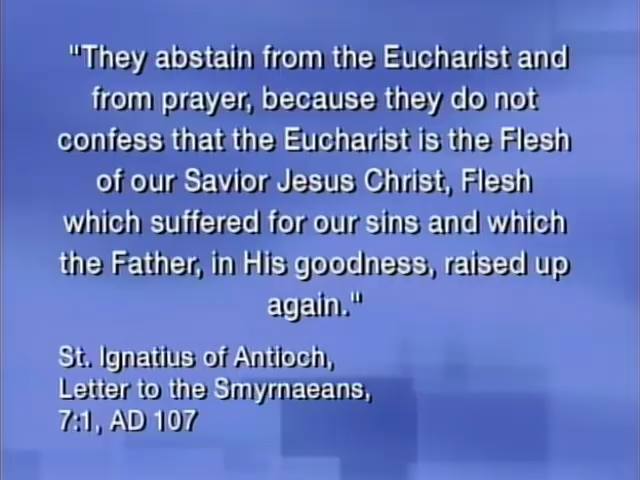 "They abstain from the Eucharist and
from prayer, because they do not
confess that the Eucharist is the Flesh
of our Savior Jesus Christ, Flesh
which suffered for our sins and which
the Father, in His goodness, raised up
again."
St. Ignatius of Antioch,
Letter to the Smyrnaeans,
7:1, AD 107